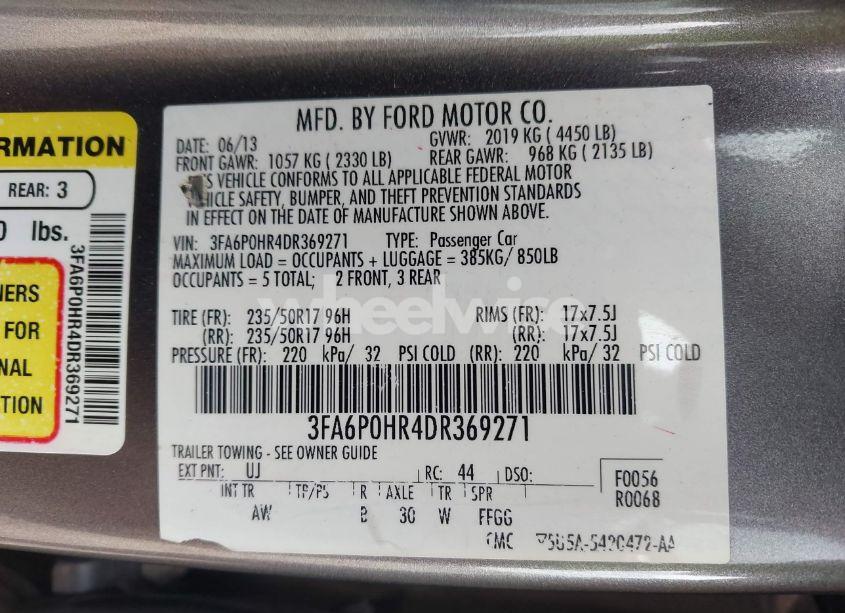 RMATION
REAR: 3
0 lbs.
3FA6P0HR4DR369271
NERS
FOR
NAL
TION
MFD. BY FORD MOTOR CO.
DATE: 06/13 GVWR: 2019 KG ( 4450 LB)
FRONT GAWR: 1057 KG ( 2330 LB) REAR GAWR: 968 KG ( 2135 LB)
S VEHICLE CONFORMS TO ALL APPLICABLE FEDERAL MOTOR
HICLE SAFETY, BUMPER, AND THEFT PREVENTION STANDARDS
IN EFFECT ON THE DATE OF MANUFACTURE SHOWN ABOVE.
VIN: 3FA6P0HR4DR369271 TYPE: Passenger Car
MAXIMUM LOAD = OCCUPANTS + LUGGAGE = 385KG/ 850LB
OCCUPANTS = 5 TOTAL; 2 FRONT, 3 REAR
wheelwise
TIRE (FR): 235/50R17 96H RIMS (FR): 17x7.5J
(RR): 235/50R17 96H (RR): 17x7.5J
PRESSURE (FR): 220 kPa/ 32 PSI COLD (RR): 220 kPa/ 32 PSI COLD
3FA6P0HR4DR369271
TRAILER TOWING - SEE OWNER GUIDE
EXT PNT: UJ RC: 44 DSO: F0056
INT TR TP/PS R AXLE TR SPR R0068
AW B 30 W FFGG